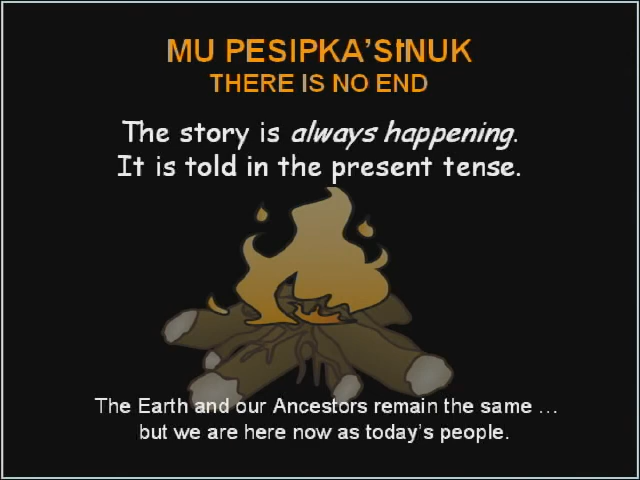 MU PESIPKA’SɨNUK
THERE IS NO END
The story is always happening.
It is told in the present tense.
The Earth and our Ancestors remain the same …
but we are here now as today’s people.